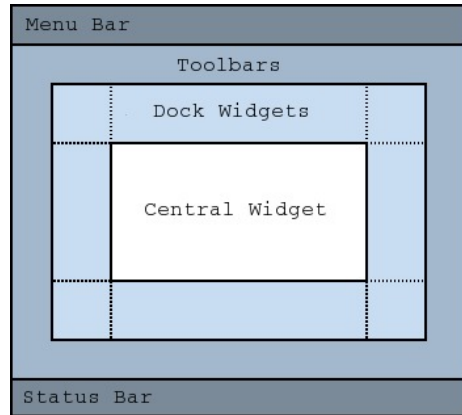 Menu Bar
Toolbars
Dock Widgets
Central Widget
Status Bar